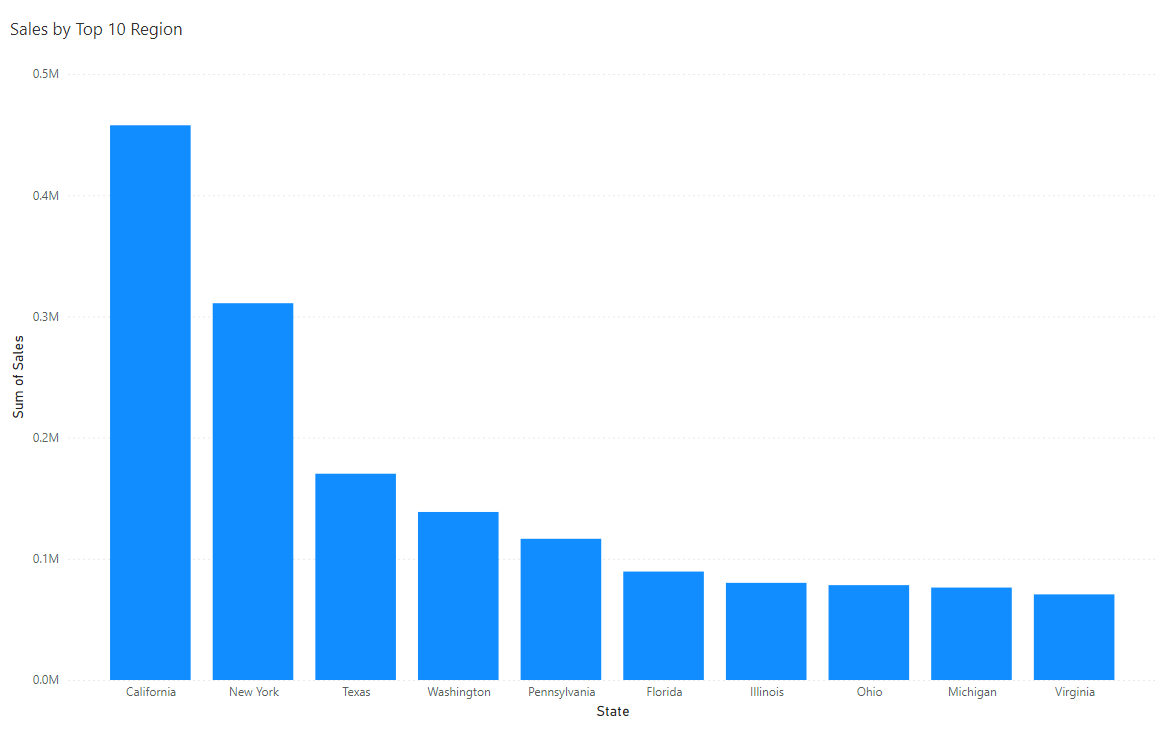 Sales by Top 10 Region
0.5M
0.4M
0.3M
0.2M
0.1M
0.0M
Sum of Sales
California New York Texas Washington Pennsylvania Florida Illinois Ohio Michigan Virginia
State